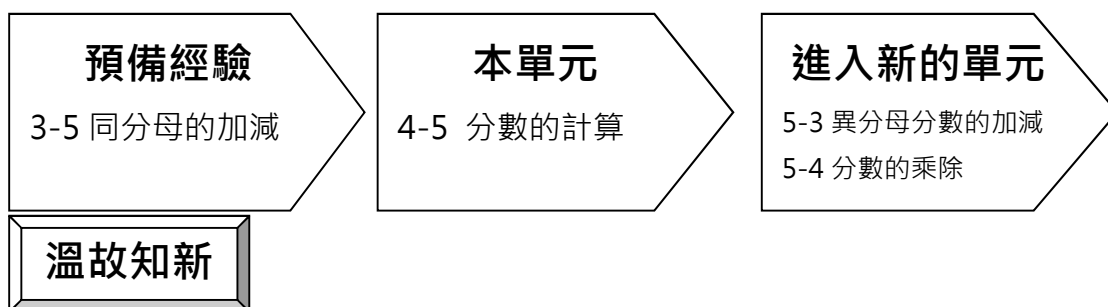 預備經驗
3-5 同分母的加減
本單元
4-5 分數的計算
進入新的單元
5-3 異分母分數的加減
5-4 分數的乘除
溫故知新